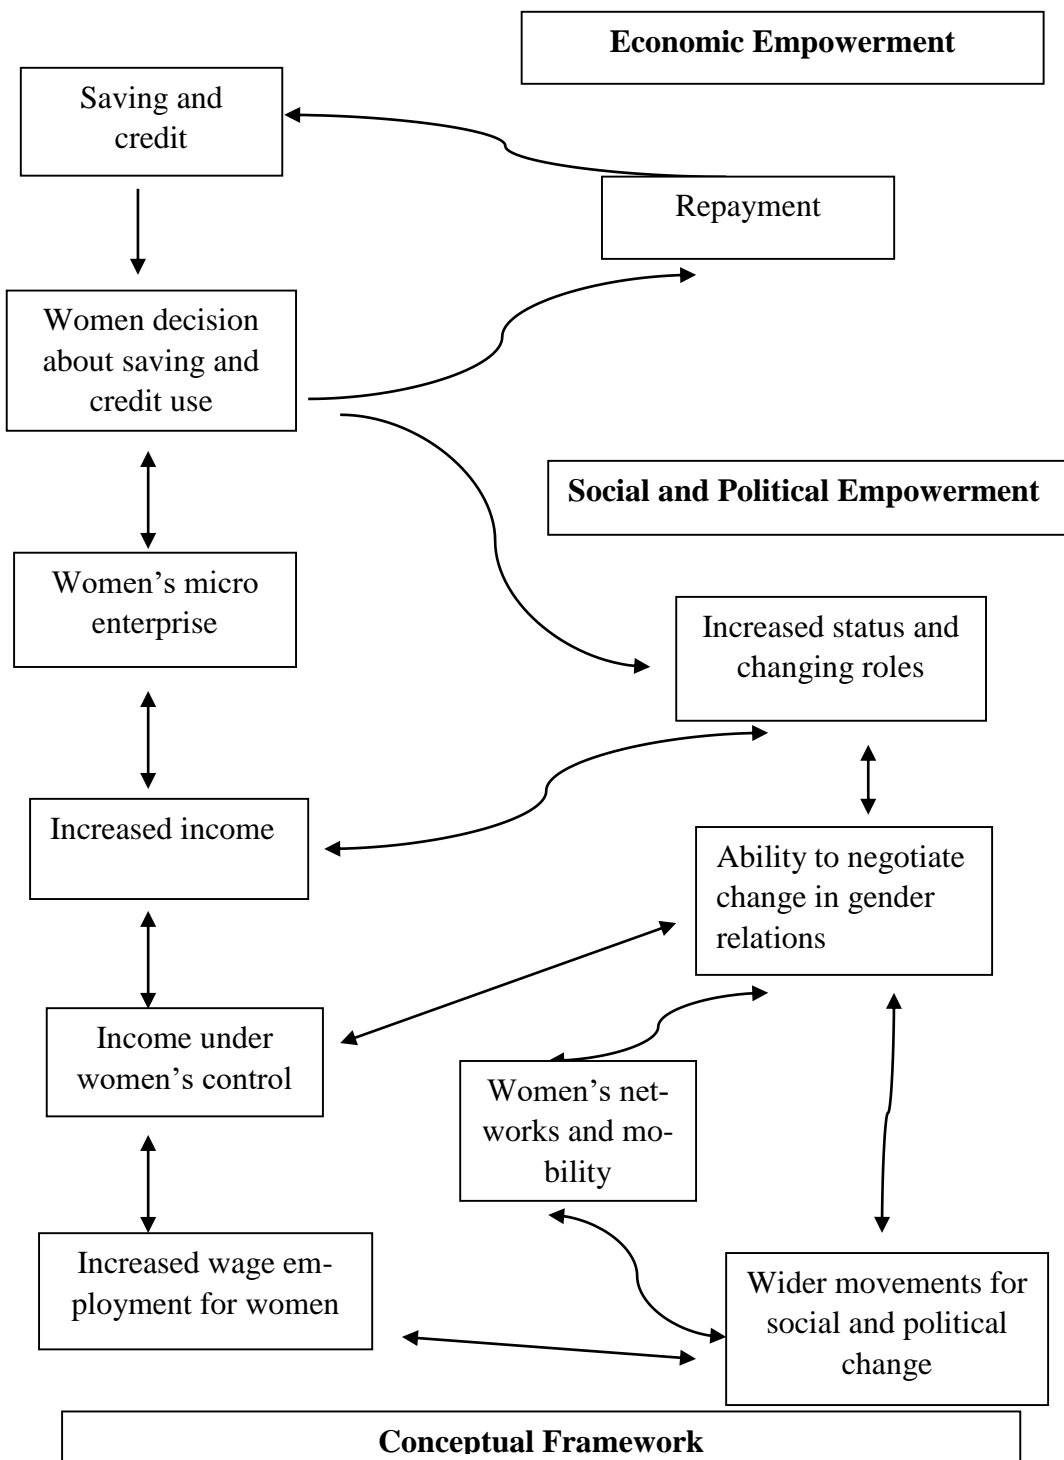 Economic Empowerment
Saving and
credit
Repayment
Women decision
about saving and
credit use
Social and Political Empowerment
Women’s micro
enterprise
Increased status and
changing roles
Increased income
Ability to negotiate
change in gender
relations
Income under
women’s control
Women’s net-
works and mo-
bility
Increased wage em-
ployment for women
Wider movements for
social and political
change
Conceptual Framework